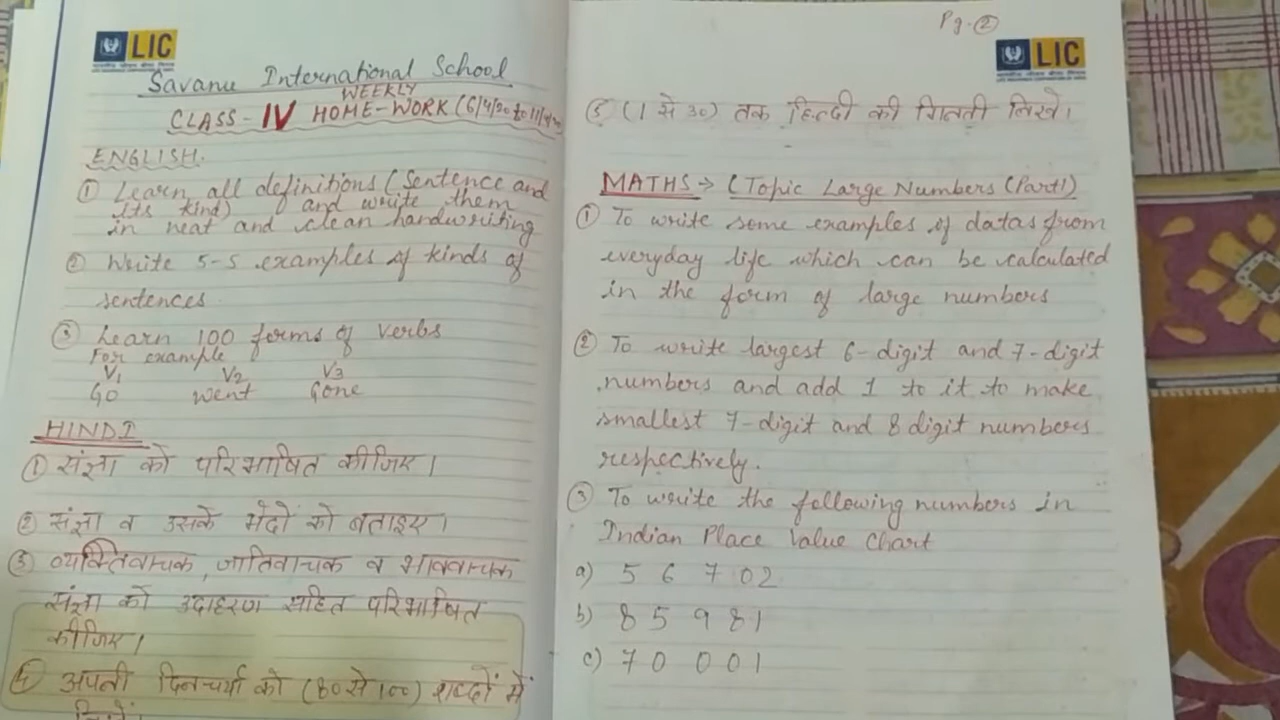 LIC
Savanu International School
WEEKLY
CLASS - IV HOME-WORK (6/4/20 to 11/4/20
ENGLISH.
① Learn all definitions (Sentence and
its kind) and write them
in neat and clean handwriting
② Write 5-5 examples of kinds of
sentences.
③ Learn 100 forms of verbs
For example
V1 V2 V3
Go Went Gone
HINDI
① संज्ञा को परिभाषित कीजिए।
② संज्ञा व उसके भेदों को बताइए।
③ व्यक्तिवाचक, जातिवाचक व भाववाचक
संज्ञा को उदाहरण सहित परिभाषित
कीजिए।
④ अपनी दिनचर्या को (80 से 100) शब्दों में
Pg. ②
LIC
⑤ (1 से 30) तक हिन्दी की गिनती लिखे।
MATHS → (Topic Large Numbers (Part1)
① To write some examples of datas from
everyday life which can be calculated
in the form of large numbers
② To write largest 6-digit and 7-digit
numbers and add 1 to it to make
smallest 7-digit and 8 digit numbers
respectively.
③ To write the following numbers in
Indian Place Value Chart
a) 5 6 7 0 2
b) 8 5 9 8 1
c) 7 0 0 0 1